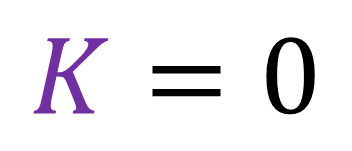 K = 0